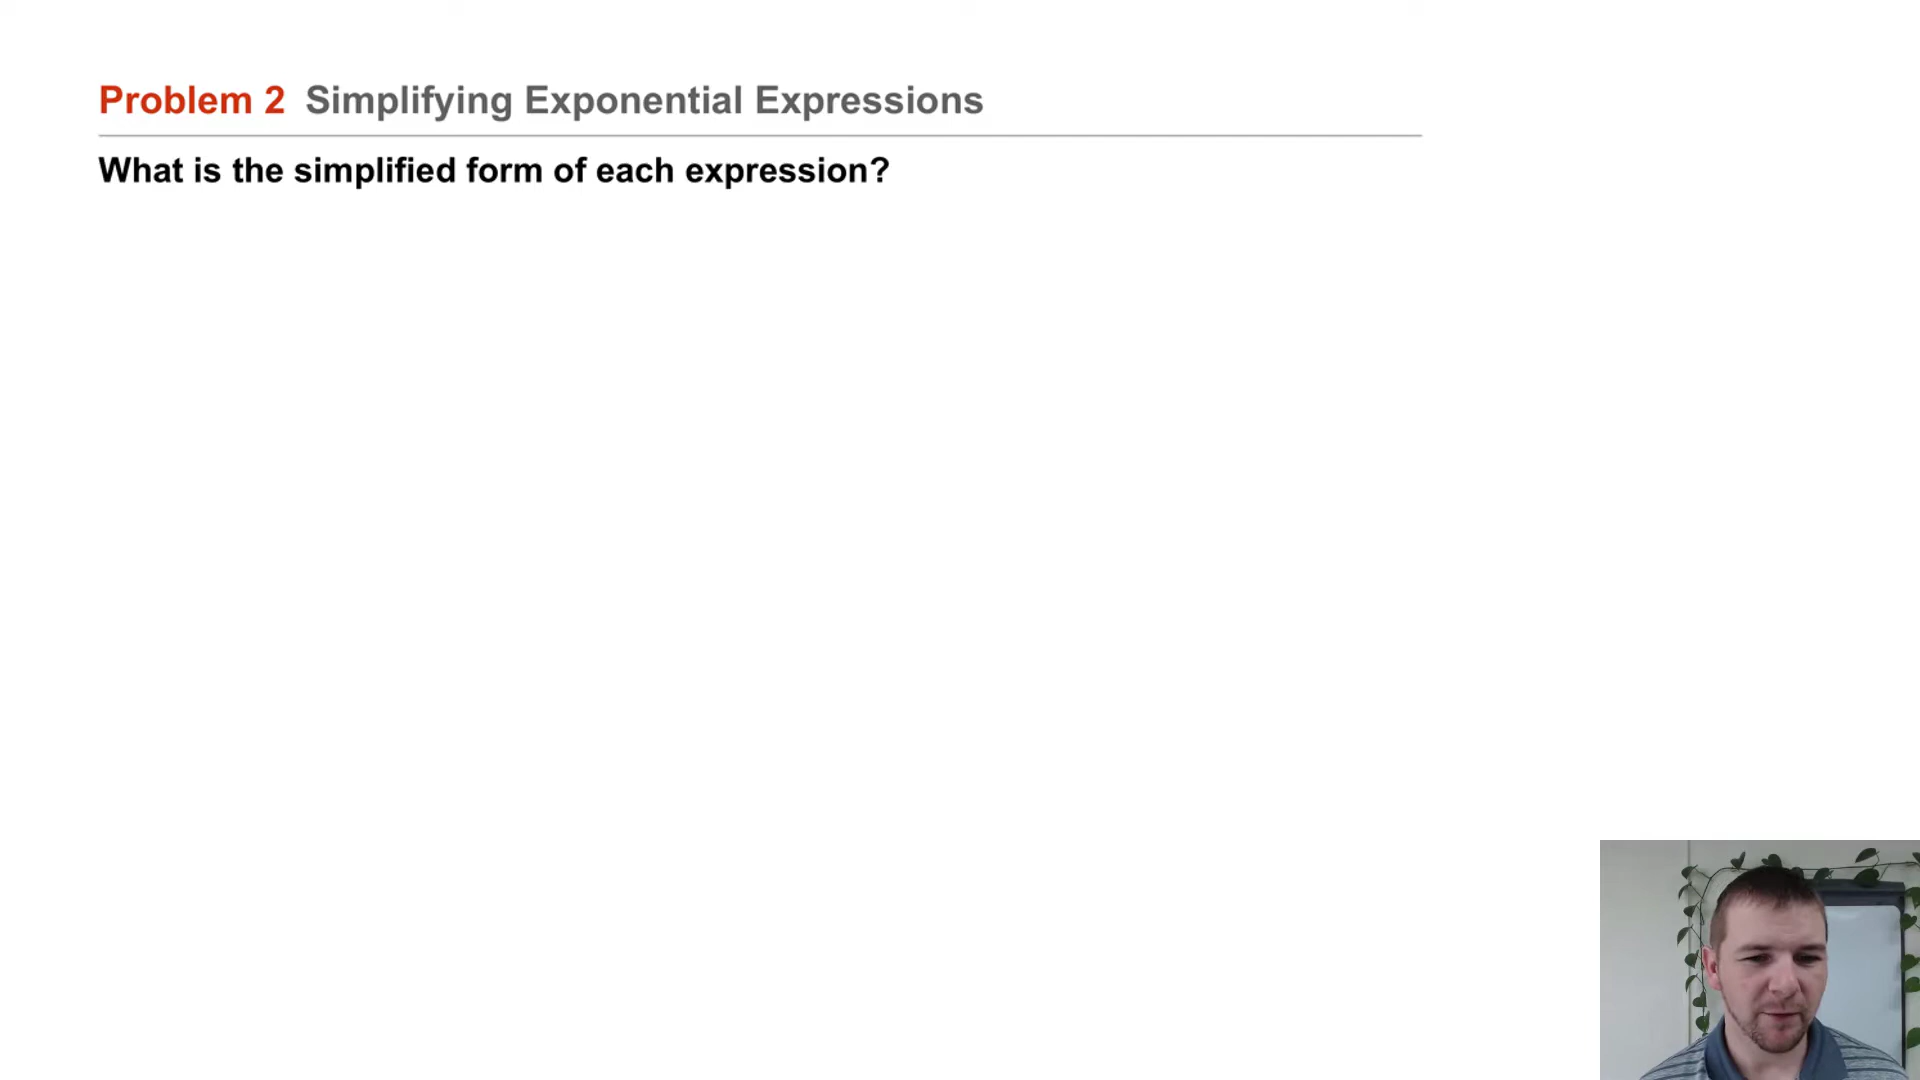 Problem 2 Simplifying Exponential Expressions
What is the simplified form of each expression?